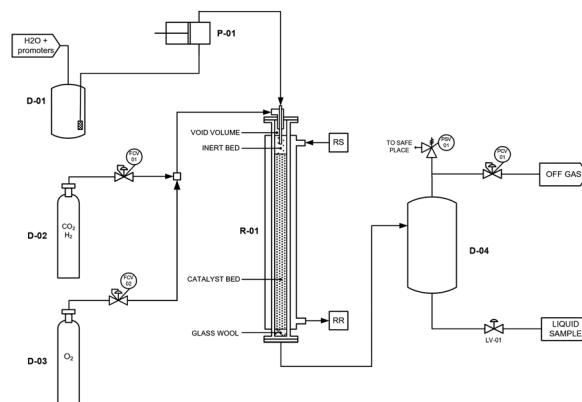 H2O +
promoters
P-01
D-01
FCV
01
VOID VOLUME
INERT BED
RS
TO SAFE
PLACE
PSV
01
PCV
01
OFF GAS
CO2
H2
D-02
R-01
D-04
FCV
02
CATALYST BED
GLASS WOOL
RR
LV-01
LIQUID
SAMPLE
D-03
O2